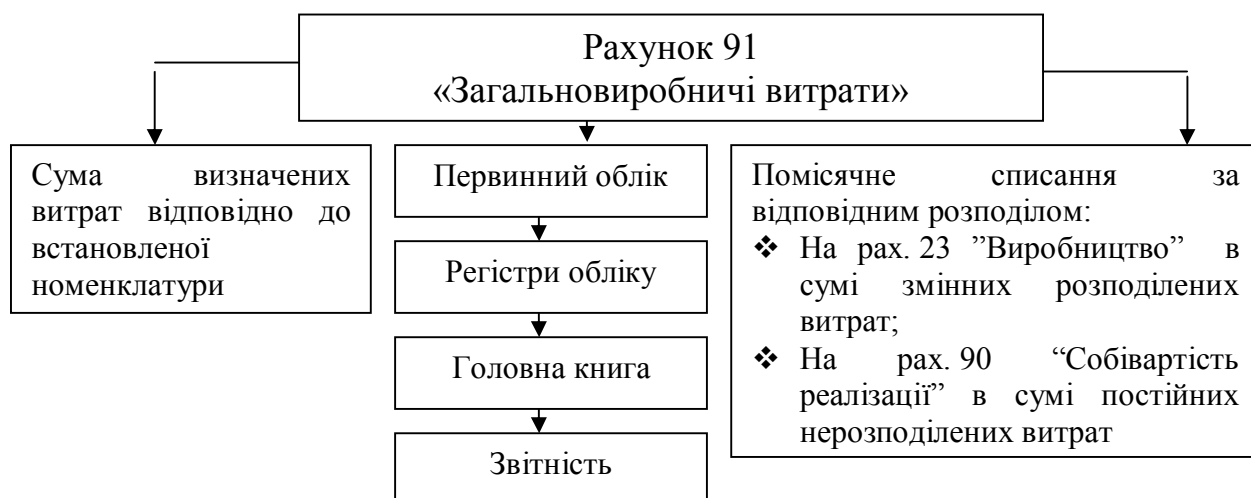 Рахунок 91
«Загальновиробничі витрати»
Сума визначених
витрат відповідно до
встановленої
номенклатури
Первинний облік
Регістри обліку
Головна книга
Звітність
Помісячне списання за
відповідним розподілом:
❖ На рах. 23 ”Виробництво” в
сумі змінних розподілених
витрат;
❖ На рах. 90 “Собівартість
реалізації” в сумі постійних
нерозподілених витрат